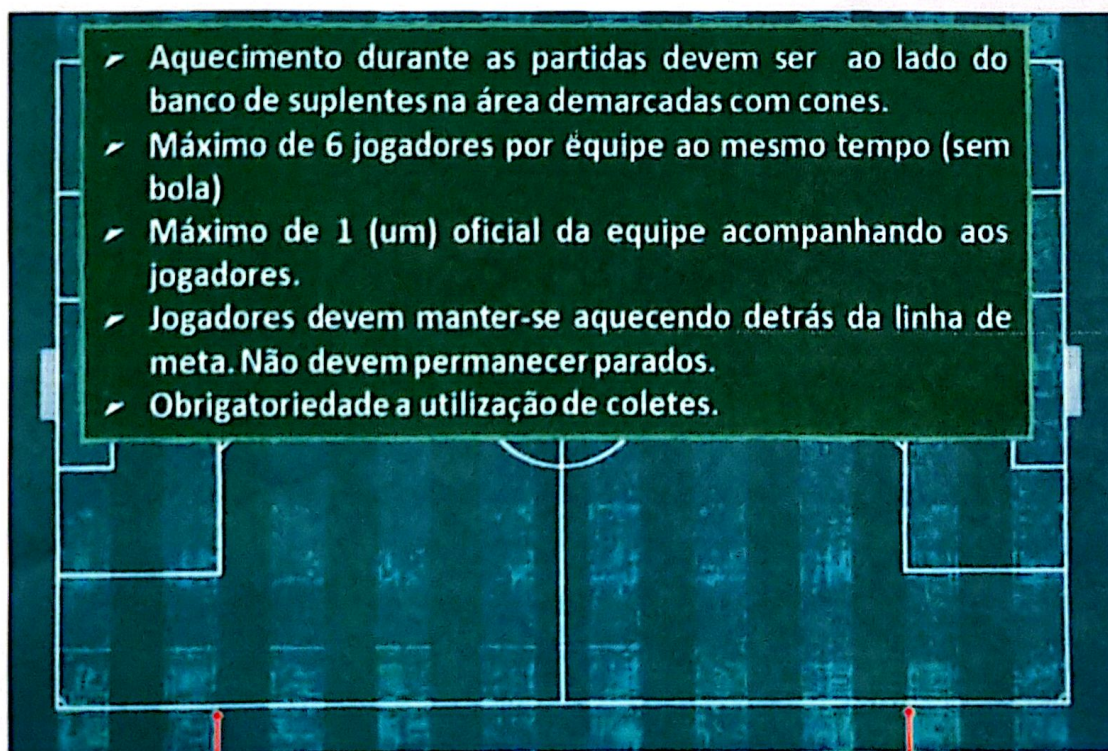 ➢ Aquecimento durante as partidas devem ser ao lado do
banco de suplentes na área demarcadas com cones.
➢ Máximo de 6 jogadores por equipe ao mesmo tempo (sem
bola)
➢ Máximo de 1 (um) oficial da equipe acompanhando aos
jogadores.
➢ Jogadores devem manter-se aquecendo detrás da linha de
meta. Não devem permanecer parados.
➢ Obrigatoriedade a utilização de coletes.